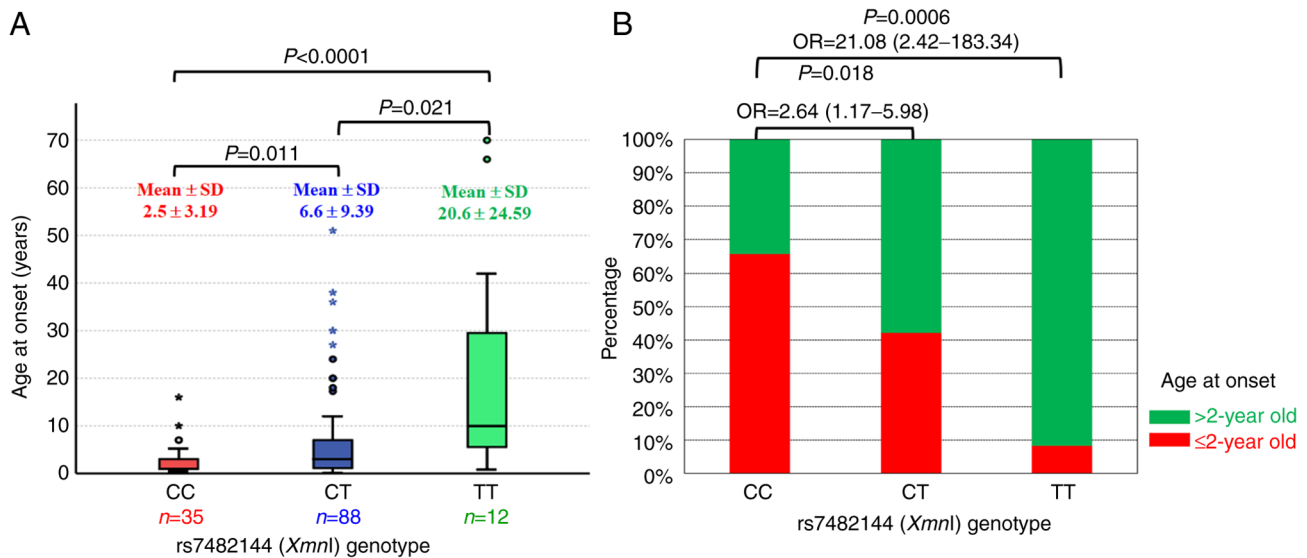 A
P<0.0001
P=0.021
P=0.011
Mean ± SD
2.5 ± 3.19
Mean ± SD
6.6 ± 9.39
Mean ± SD
20.6 ± 24.59
Age at onset (years)
70
60
50
40
30
20
10
0
CC
CT
TT
n=35
n=88
n=12
rs7482144 (XmnI) genotype
B
P=0.0006
OR=21.08 (2.42–183.34)
P=0.018
OR=2.64 (1.17–5.98)
Percentage
100%
90%
80%
70%
60%
50%
40%
30%
20%
10%
0%
CC
CT
TT
rs7482144 (XmnI) genotype
Age at onset
>2-year old
≤2-year old